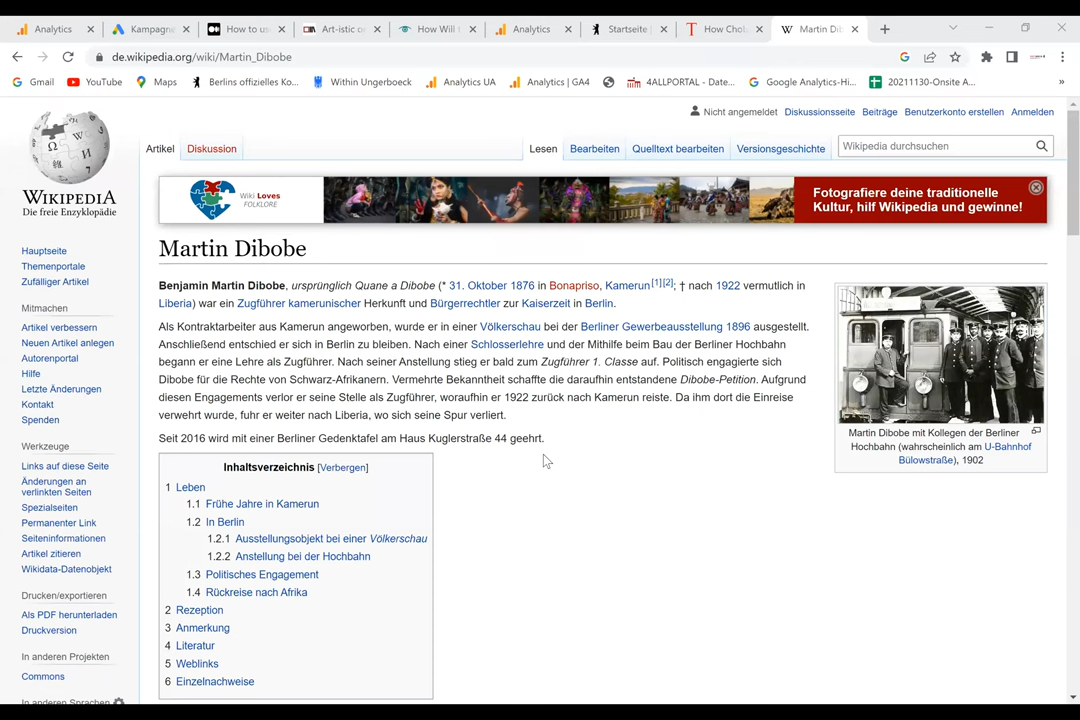 Analytics
Kampagne
How to us
Art-istic o
How Will
Analytics
Startseite
How Chol
Martin Dib
de.wikipedia.org/wiki/Martin_Dibobe
Gmail
YouTube
Maps
Berlins offizielles Ko...
Within Ungerboeck
Analytics UA
Analytics | GA4
4ALLPORTAL - Date...
Google Analytics-Hi...
20211130-Onsite A...
»
Nicht angemeldet Diskussionsseite Beiträge Benutzerkonto erstellen Anmelden
Artikel Diskussion
Lesen Bearbeiten Quelltext bearbeiten Versionsgeschichte
Wikipedia durchsuchen
WIKIPEDIA
Die freie Enzyklopädie
Hauptseite
Themenportale
Zufälliger Artikel
Mitmachen
Artikel verbessern
Neuen Artikel anlegen
Autorenportal
Hilfe
Letzte Änderungen
Kontakt
Spenden
Werkzeuge
Links auf diese Seite
Änderungen an
verlinkten Seiten
Spezialseiten
Permanenter Link
Seiteninformationen
Artikel zitieren
Wikidata-Datenobjekt
Drucken/exportieren
Als PDF herunterladen
Druckversion
In anderen Projekten
Commons
In anderen Sprachen
Wiki Loves
FOLKLORE
Fotografiere deine traditionelle
Kultur, hilf Wikipedia und gewinne!
Martin Dibobe
Benjamin Martin Dibobe, ursprünglich Quane a Dibobe (* 31. Oktober 1876 in Bonapriso, Kamerun[1][2]; † nach 1922 vermutlich in
Liberia) war ein Zugführer kamerunischer Herkunft und Bürgerrechtler zur Kaiserzeit in Berlin.
Als Kontraktarbeiter aus Kamerun angeworben, wurde er in einer Völkerschau bei der Berliner Gewerbeausstellung 1896 ausgestellt.
Anschließend entschied er sich in Berlin zu bleiben. Nach einer Schlosserlehre und der Mithilfe beim Bau der Berliner Hochbahn
begann er eine Lehre als Zugführer. Nach seiner Anstellung stieg er bald zum Zugführer 1. Classe auf. Politisch engagierte sich
Dibobe für die Rechte von Schwarz-Afrikanern. Vermehrte Bekanntheit schaffte die daraufhin entstandene Dibobe-Petition. Aufgrund
diesen Engagements verlor er seine Stelle als Zugführer, woraufhin er 1922 zurück nach Kamerun reiste. Da ihm dort die Einreise
verwehrt wurde, fuhr er weiter nach Liberia, wo sich seine Spur verliert.
Seit 2016 wird mit einer Berliner Gedenktafel am Haus Kuglerstraße 44 geehrt.
Martin Dibobe mit Kollegen der Berliner
Hochbahn (wahrscheinlich am U-Bahnhof
Bülowstraße), 1902
Inhaltsverzeichnis [Verbergen]
1 Leben
1.1 Frühe Jahre in Kamerun
1.2 In Berlin
1.2.1 Ausstellungsobjekt bei einer Völkerschau
1.2.2 Anstellung bei der Hochbahn
1.3 Politisches Engagement
1.4 Rückreise nach Afrika
2 Rezeption
3 Anmerkung
4 Literatur
5 Weblinks
6 Einzelnachweise